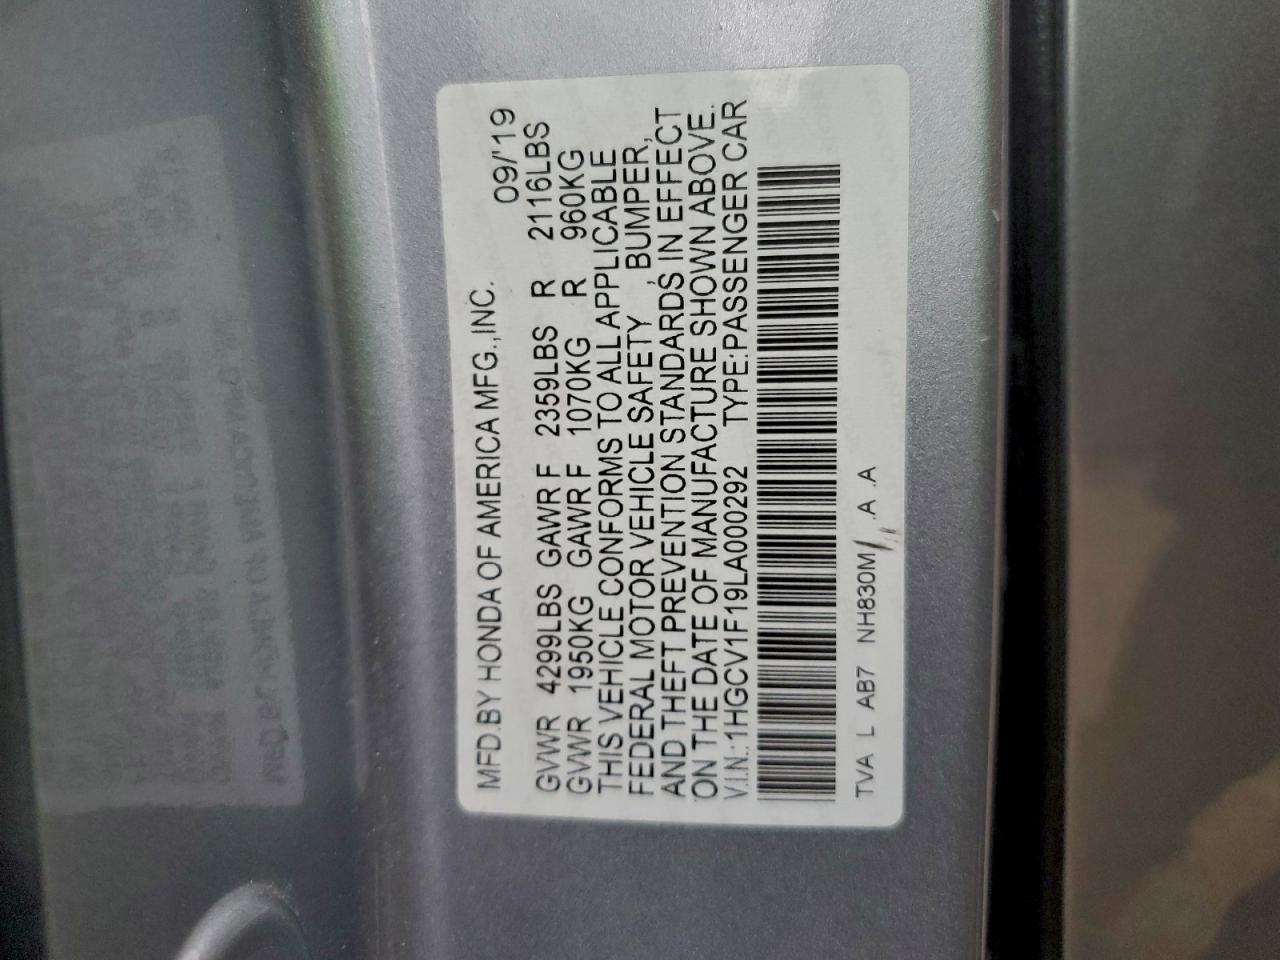 MFD.BY HONDA OF AMERICA MFG.,INC. 09/'19
GVWR 4299LBS GAWR F 2359LBS R 2116LBS
GVWR 1950KG GAWR F 1070KG R 960KG
THIS VEHICLE CONFORMS TO ALL APPLICABLE
FEDERAL MOTOR VEHICLE SAFETY , BUMPER,
AND THEFT PREVENTION STANDARDS IN EFFECT
ON THE DATE OF MANUFACTURE SHOWN ABOVE.
V.I.N.:1HGCV1F19LA000292 TYPE:PASSENGER CAR
TVA L AB7 NH830M .A .A